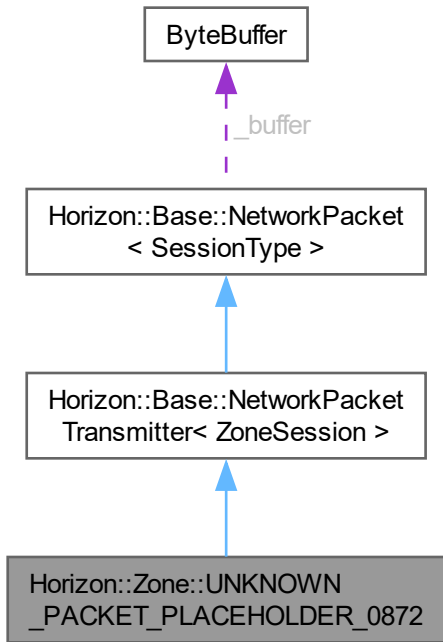 ByteBuffer
_buffer
Horizon::Base::NetworkPacket
< SessionType >
Horizon::Base::NetworkPacket
Transmitter< ZoneSession >
Horizon::Zone::UNKNOWN
_PACKET_PLACEHOLDER_0872